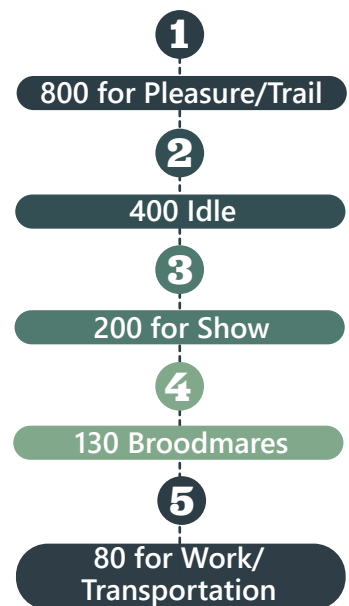 1
800 for Pleasure/Trail
2
400 Idle
3
200 for Show
4
130 Broodmares
5
80 for Work/
Transportation